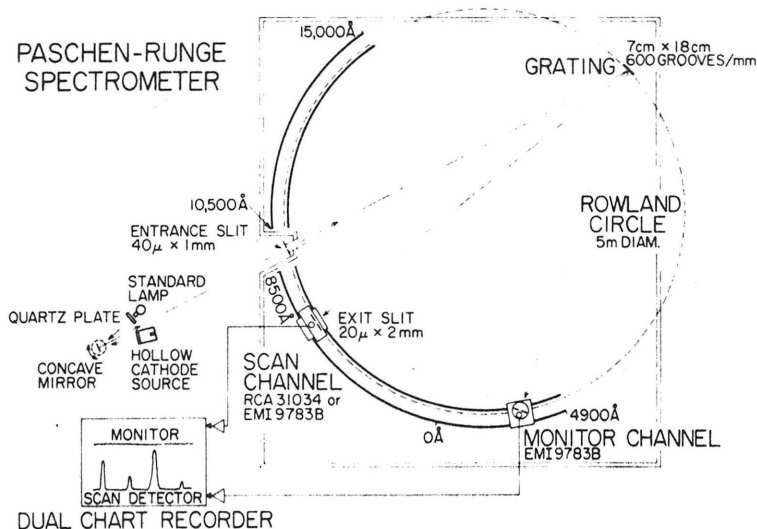 PASCHEN-RUNGE
SPECTROMETER
15,000Å
7cm × 18cm
GRATING 600 GROOVES/mm
10,500Å
ENTRANCE SLIT
40μ × 1mm
ROWLAND
CIRCLE
5m DIAM.
8500Å
STANDARD
LAMP
QUARTZ PLATE
EXIT SLIT
20μ × 2mm
CONCAVE
MIRROR
HOLLOW
CATHODE
SOURCE
SCAN
CHANNEL
RCA 31034 or
EMI 9783B
0Å
4900Å
MONITOR CHANNEL
EMI 9783B
MONITOR
SCAN DETECTOR
DUAL CHART RECORDER